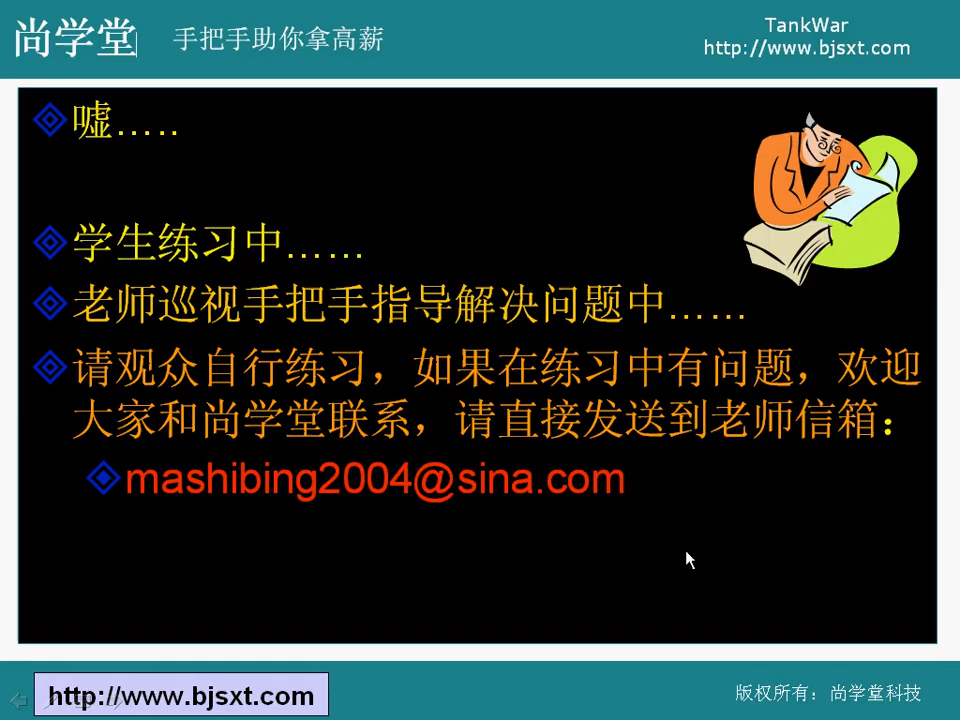 尚学堂 手把手助你拿高薪
TankWar
http://www.bjsxt.com
嘘…..
学生练习中……
老师巡视手把手指导解决问题中……
请观众自行练习，如果在练习中有问题，欢迎
大家和尚学堂联系，请直接发送到老师信箱：
mashibing2004@sina.com
http://www.bjsxt.com
版权所有：尚学堂科技